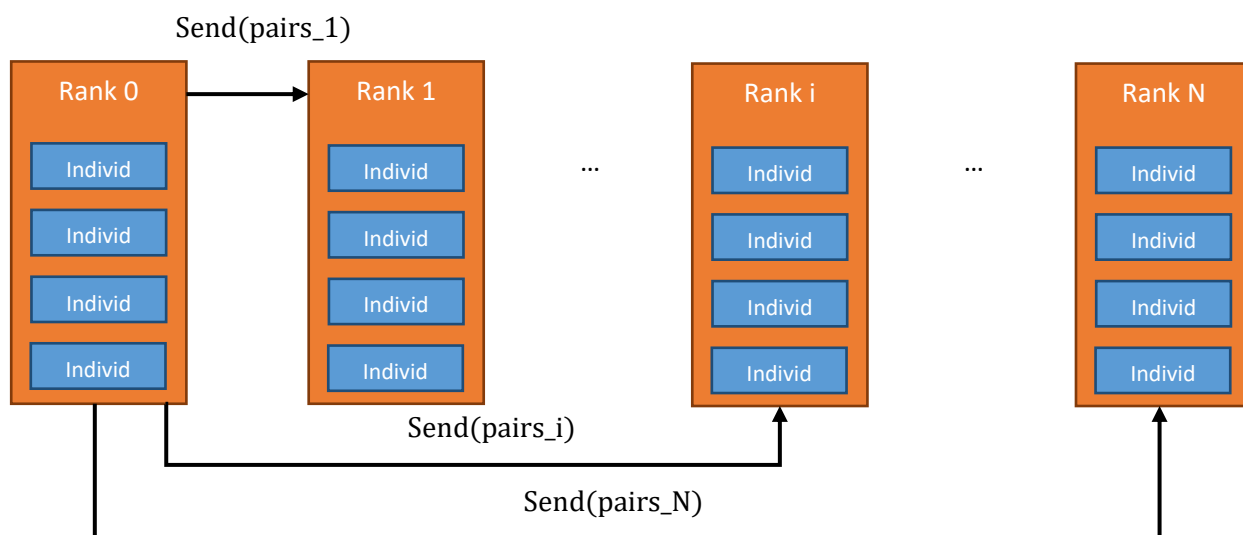 Send(pairs_1)
Rank 0
Rank 1
Rank i
Rank N
Individ
Individ
...
Individ
...
Individ
Individ
Individ
Individ
Individ
Individ
Individ
Individ
Individ
Individ
Individ
Individ
Individ
Send(pairs_i)
Send(pairs_N)